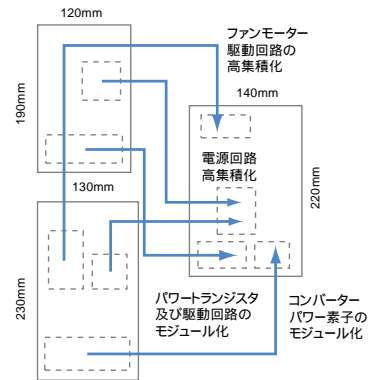 120mm
190mm
ファンモーター
駆動回路の
高集積化
140mm
220mm
電源回路
高集積化
130mm
230mm
パワートランジスタ
及び駆動回路の
モジュール化
コンバーター
パワー素子の
モジュール化